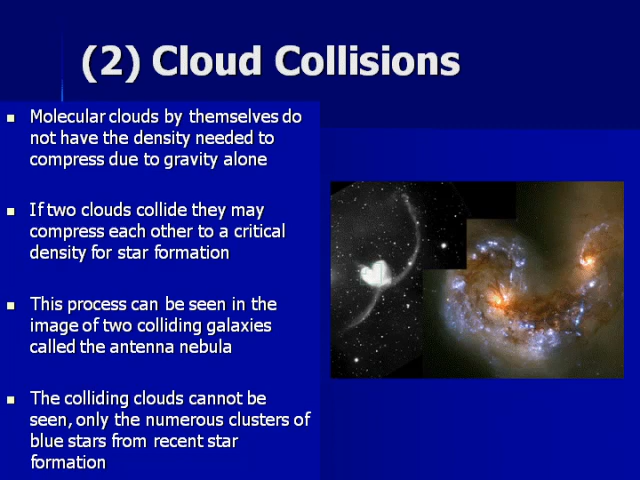 (2) Cloud Collisions
Molecular clouds by themselves do
not have the density needed to
compress due to gravity alone
If two clouds collide they may
compress each other to a critical
density for star formation
This process can be seen in the
image of two colliding galaxies
called the antenna nebula
The colliding clouds cannot be
seen, only the numerous clusters of
blue stars from recent star
formation